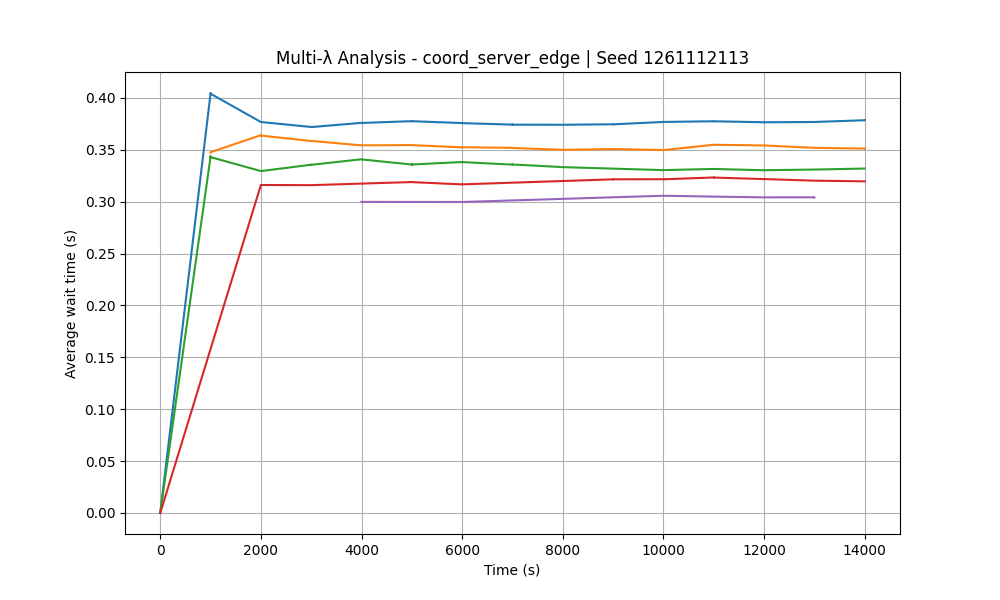 Multi-λ Analysis - coord_server_edge | Seed 1261112113
Average wait time (s)
0.40
0.35
0.30
0.25
0.20
0.15
0.10
0.05
0.00
0 2000 4000 6000 8000 10000 12000 14000
Time (s)